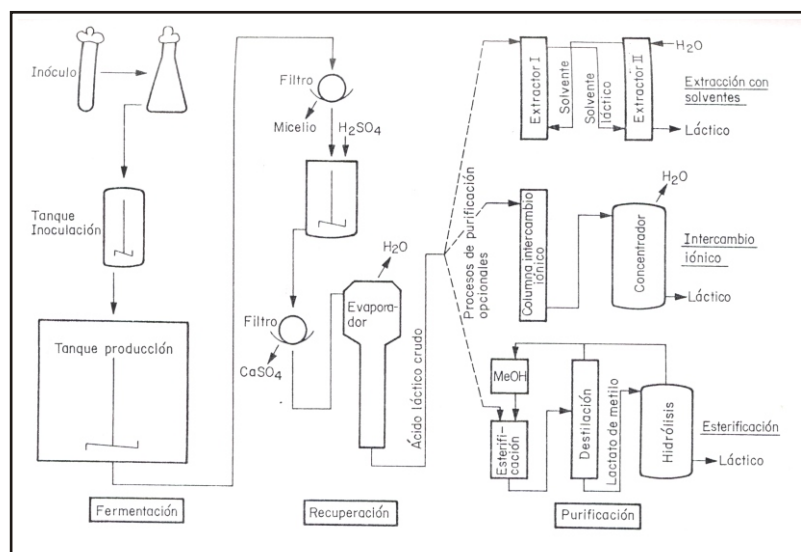 Inóculo
Tanque
Inoculación
Tanque producción
Fermentación
Filtro
Micelio
H₂SO₄
Filtro
CaSO₄
H₂O
Evapora-
dor
Ácido láctico crudo
Recuperación
Procesos de purificación
opcionales
Extractor I
Solvente
Solvente
láctico
Extractor II
H₂O
Extracción con
solventes
Láctico
Columna intercambio
iónico
H₂O
Concentrador
Intercambio
iónico
Láctico
MeOH
Esterifi-
cación
Destilación
Lactato de metilo
Hidrólisis
Esterificación
Láctico
Purificación